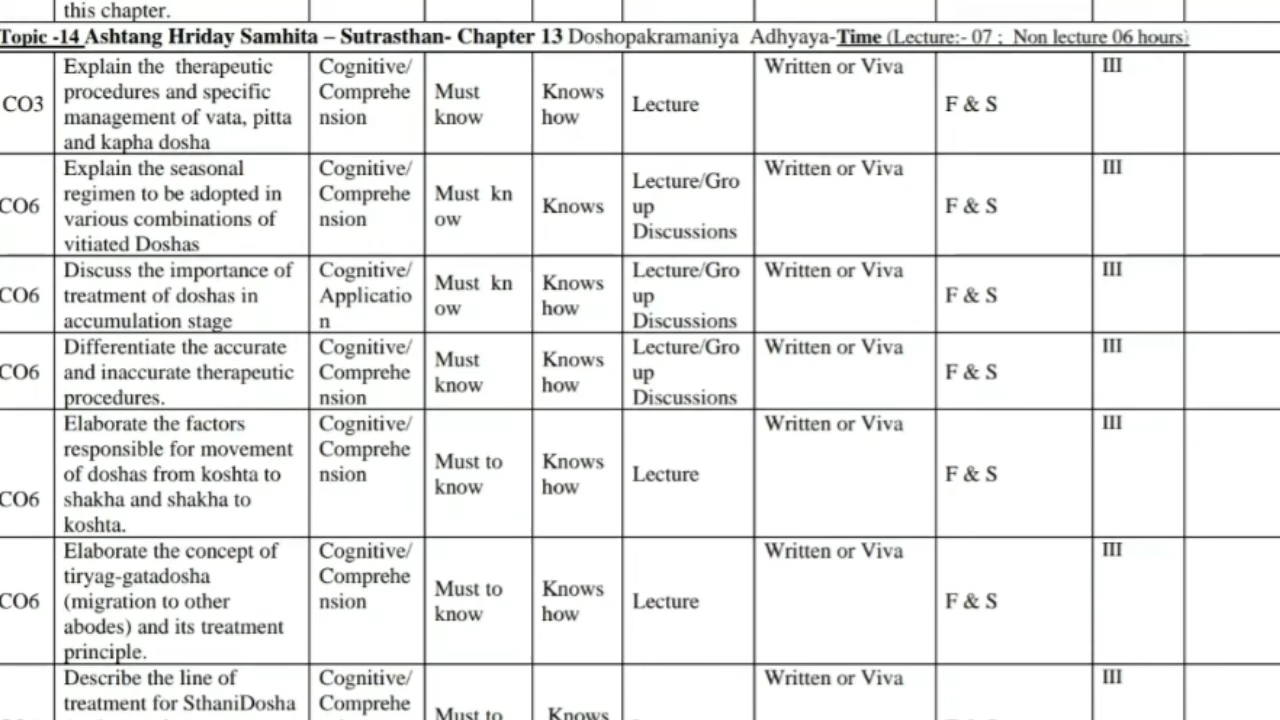 this chapter.
Topic -14 Ashtang Hriday Samhita – Sutrasthan- Chapter 13 Doshopakramaniya Adhyaya-Time (Lecture:- 07 ; Non lecture 06 hours)
CO3
Explain the therapeutic
procedures and specific
management of vata, pitta
and kapha dosha
Cognitive/
Comprehe
nsion
Must
know
Knows
how
Lecture
Written or Viva
F & S
III
CO6
Explain the seasonal
regimen to be adopted in
various combinations of
vitiated Doshas
Cognitive/
Comprehe
nsion
Must kn
ow
Knows
Lecture/Gro
up
Discussions
Written or Viva
F & S
III
CO6
Discuss the importance of
treatment of doshas in
accumulation stage
Cognitive/
Applicatio
n
Must kn
ow
Knows
how
Lecture/Gro
up
Discussions
Written or Viva
F & S
III
CO6
Differentiate the accurate
and inaccurate therapeutic
procedures.
Cognitive/
Comprehe
nsion
Must
know
Knows
how
Lecture/Gro
up
Discussions
Written or Viva
F & S
III
CO6
Elaborate the factors
responsible for movement
of doshas from koshta to
shakha and shakha to
koshta.
Cognitive/
Comprehe
nsion
Must to
know
Knows
how
Lecture
Written or Viva
F & S
III
CO6
Elaborate the concept of
tiryag-gatadosha
(migration to other
abodes) and its treatment
principle.
Cognitive/
Comprehe
nsion
Must to
know
Knows
how
Lecture
Written or Viva
F & S
III
Describe the line of
treatment for SthaniDosha
Cognitive/
Comprehe
Must to
Knows
Written or Viva
III